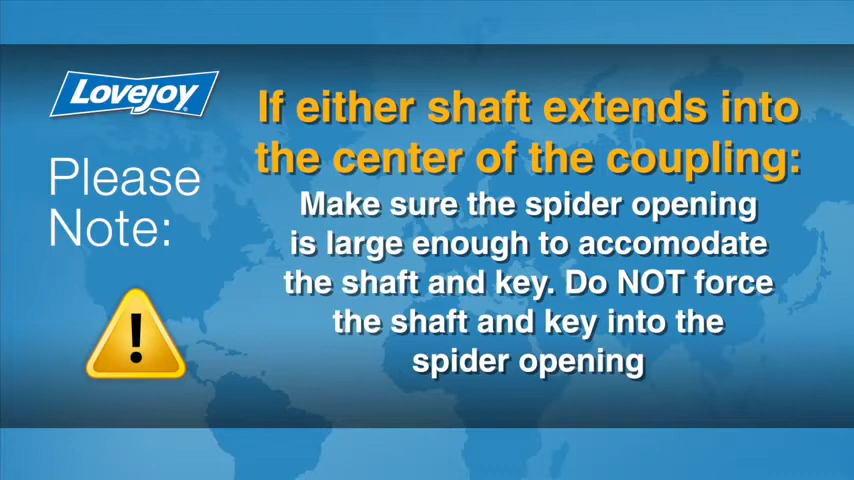 Lovejoy®
Please
Note:
If either shaft extends into
the center of the coupling:
Make sure the spider opening
is large enough to accomodate
the shaft and key. Do NOT force
the shaft and key into the
spider opening
!